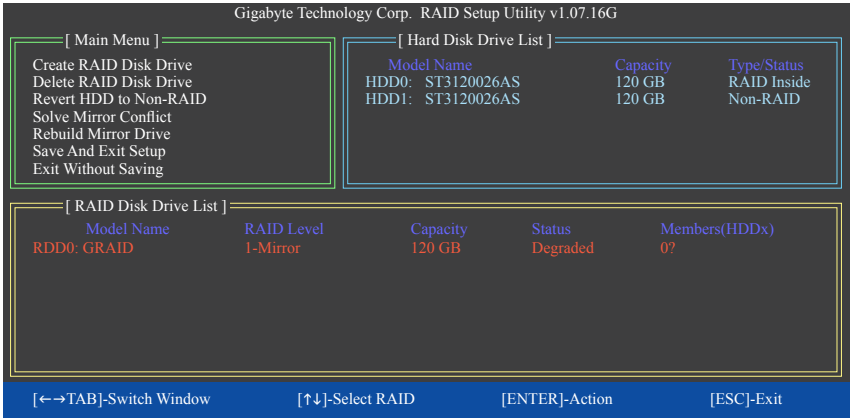 Gigabyte Technology Corp. RAID Setup Utility v1.07.16G
[ Main Menu ]
Create RAID Disk Drive
Delete RAID Disk Drive
Revert HDD to Non-RAID
Solve Mirror Conflict
Rebuild Mirror Drive
Save And Exit Setup
Exit Without Saving
[ Hard Disk Drive List ]
Model Name Capacity Type/Status
HDD0: ST3120026AS 120 GB RAID Inside
HDD1: ST3120026AS 120 GB Non-RAID
[ RAID Disk Drive List ]
Model Name RAID Level Capacity Status Members(HDDx)
RDD0: GRAID 1-Mirror 120 GB Degraded 0?
[←→TAB]-Switch Window [↑↓]-Select RAID [ENTER]-Action [ESC]-Exit